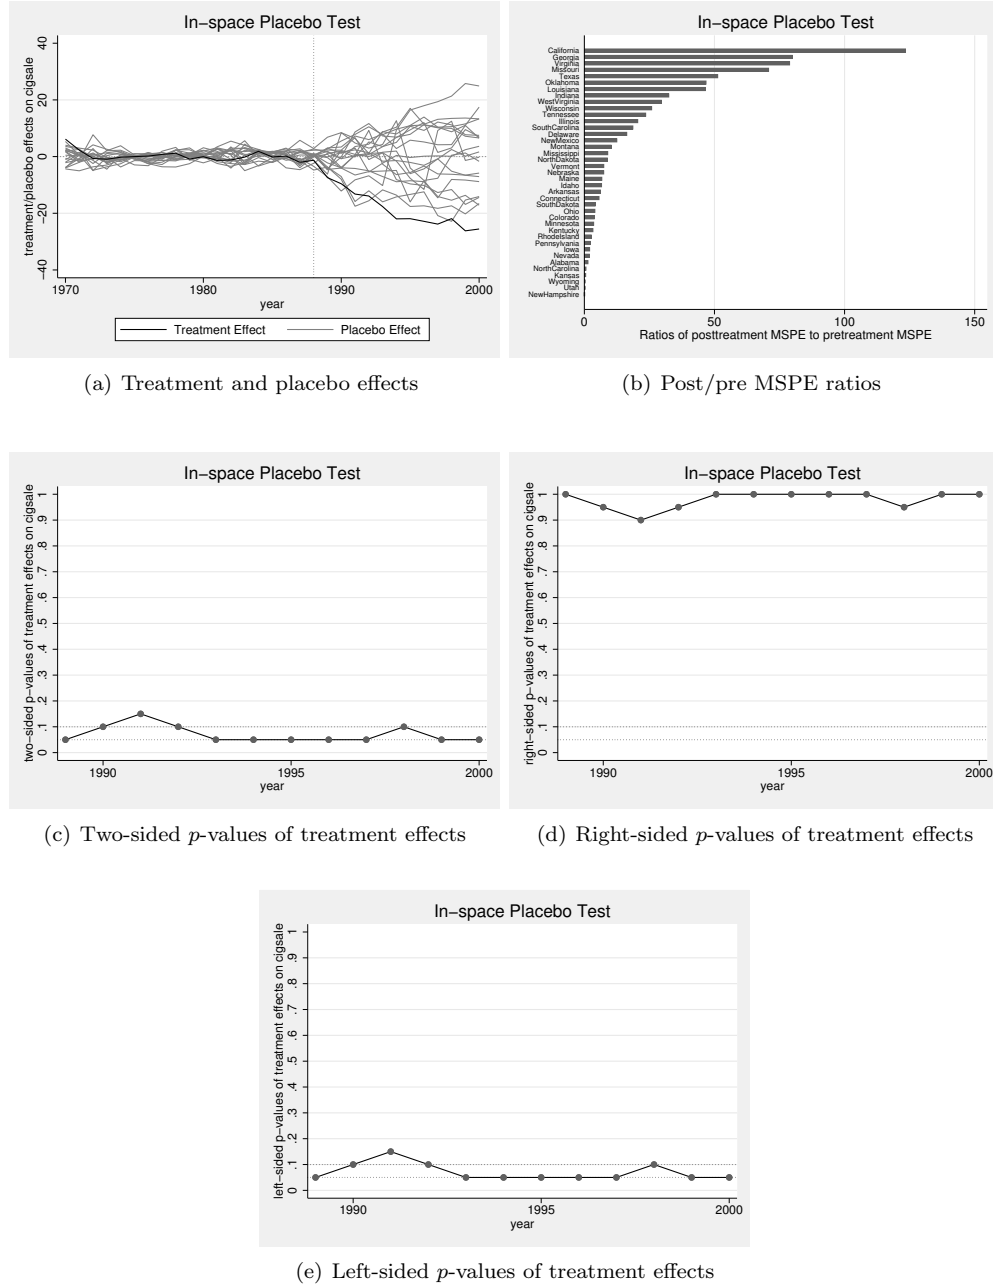 In−space Placebo Test
treatment/placebo effects on cigsale
40
20
0
−20
−40
1970
1980
1990
2000
year
Treatment Effect
Placebo Effect
(a) Treatment and placebo effects
In−space Placebo Test
California
Georgia
Virginia
Missouri
Texas
Oklahoma
Louisiana
Indiana
WestVirginia
Wisconsin
Tennessee
Illinois
SouthCarolina
Delaware
NewMexico
Montana
Mississippi
NorthDakota
Vermont
Nebraska
Maine
Idaho
Arkansas
Connecticut
SouthDakota
Ohio
Colorado
Minnesota
Kentucky
RhodeIsland
Pennsylvania
Iowa
Nevada
Alabama
NorthCarolina
Kansas
Wyoming
Utah
NewHampshire
0
50
100
150
Ratios of posttreatment MSPE to pretreatment MSPE
(b) Post/pre MSPE ratios
In−space Placebo Test
two−sided p−values of treatment effects on cigsale
1
.9
.8
.7
.6
.5
.4
.3
.2
.1
0
1990
1995
2000
year
(c) Two-sided p-values of treatment effects
In−space Placebo Test
right−sided p−values of treatment effects on cigsale
1
.9
.8
.7
.6
.5
.4
.3
.2
.1
0
1990
1995
2000
year
(d) Right-sided p-values of treatment effects
In−space Placebo Test
left−sided p−values of treatment effects on cigsale
1
.9
.8
.7
.6
.5
.4
.3
.2
.1
0
1990
1995
2000
year
(e) Left-sided p-values of treatment effects